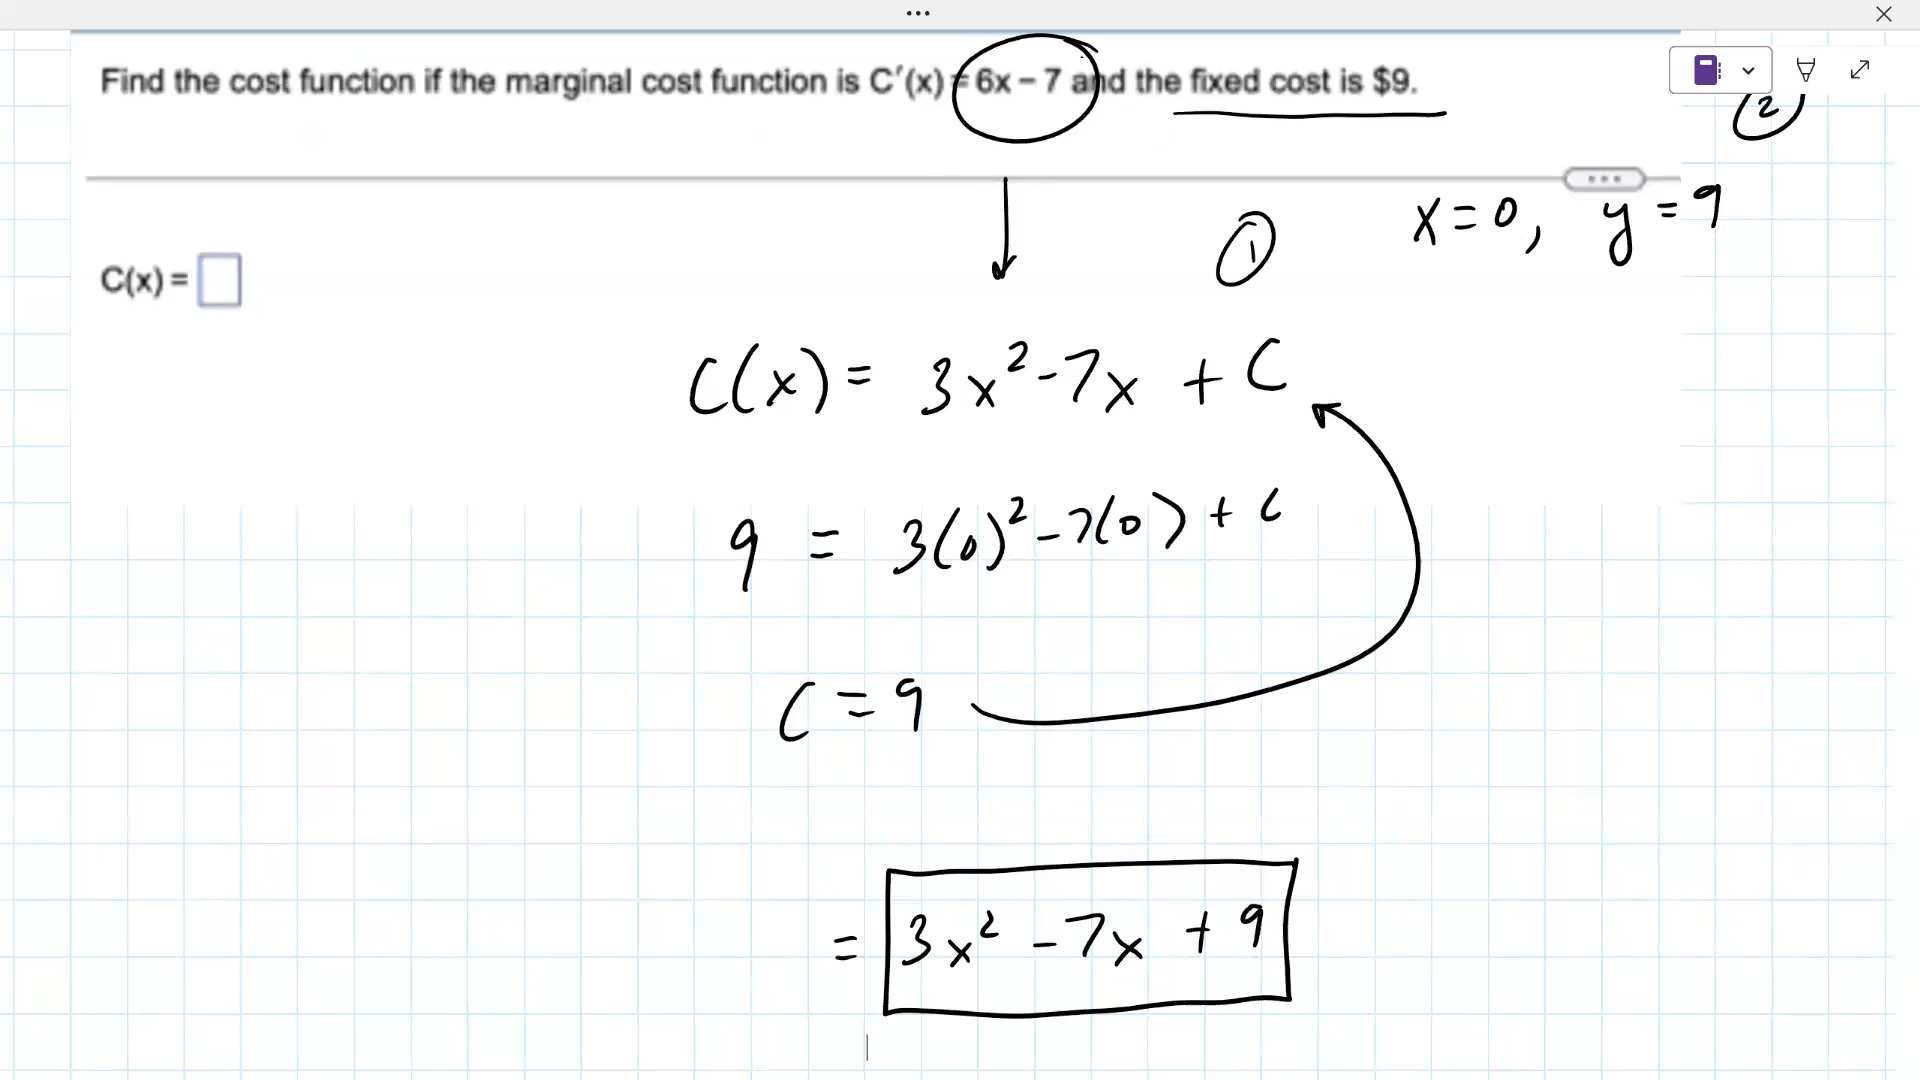 Find the cost function if the marginal cost function is C′(x) = 6x − 7 and the fixed cost is $9.
2
x = 0, y = 9
1
C(x) =
C(x) = 3x² - 7x + C
9 = 3(0)² - 7(0) + C
C = 9
= 3x² - 7x + 9